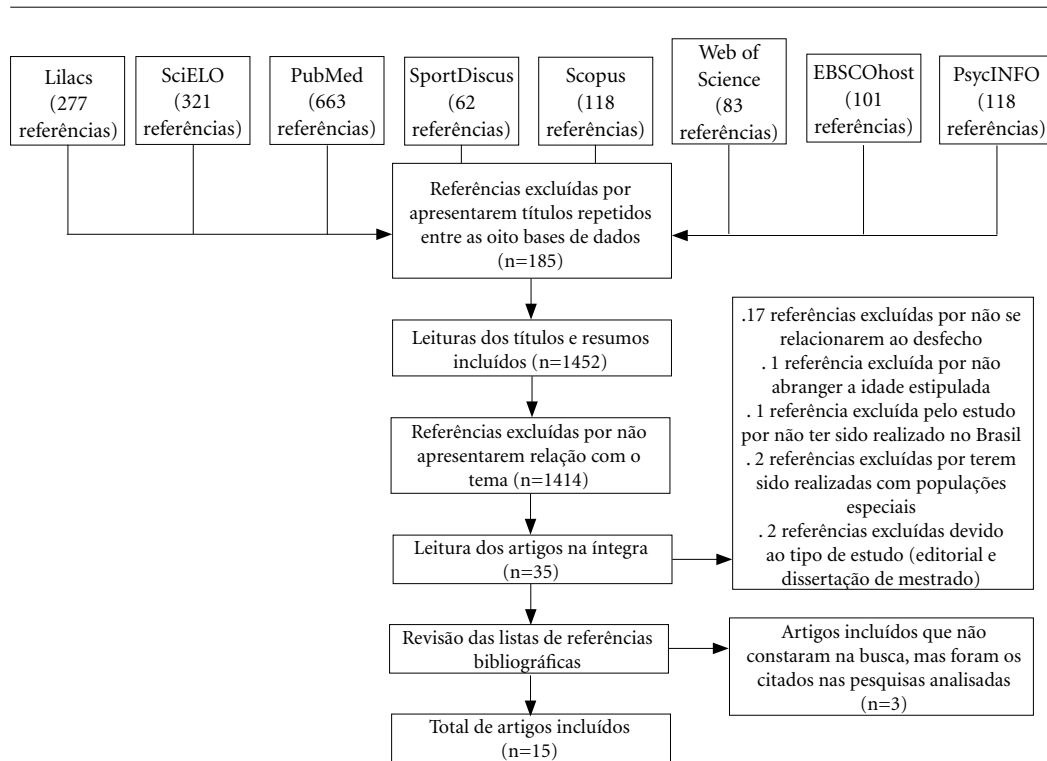 Lilacs
(277
referências)
SciELO
(321
referências)
PubMed
(663
referências)
SportDiscus
(62
referências)
Scopus
(118
referências)
Web of
Science
(83
referências)
EBSCOhost
(101
referências)
PsycINFO
(118
referências)
Referências excluídas por
apresentarem títulos repetidos
entre as oito bases de dados
(n=185)
Leituras dos títulos e resumos
incluídos (n=1452)
Referências excluídas por não
apresentarem relação com o
tema (n=1414)
Leitura dos artigos na íntegra
(n=35)
.17 referências excluídas por não se
relacionarem ao desfecho
. 1 referência excluída por não
abranger a idade estipulada
. 1 referência excluída pelo estudo
por não ter sido realizado no Brasil
. 2 referências excluídas por terem
sido realizadas com populações
especiais
. 2 referências excluídas devido
ao tipo de estudo (editorial e
dissertação de mestrado)
Revisão das listas de referências
bibliográficas
Artigos incluídos que não
constaram na busca, mas foram os
citados nas pesquisas analisadas
(n=3)
Total de artigos incluídos
(n=15)